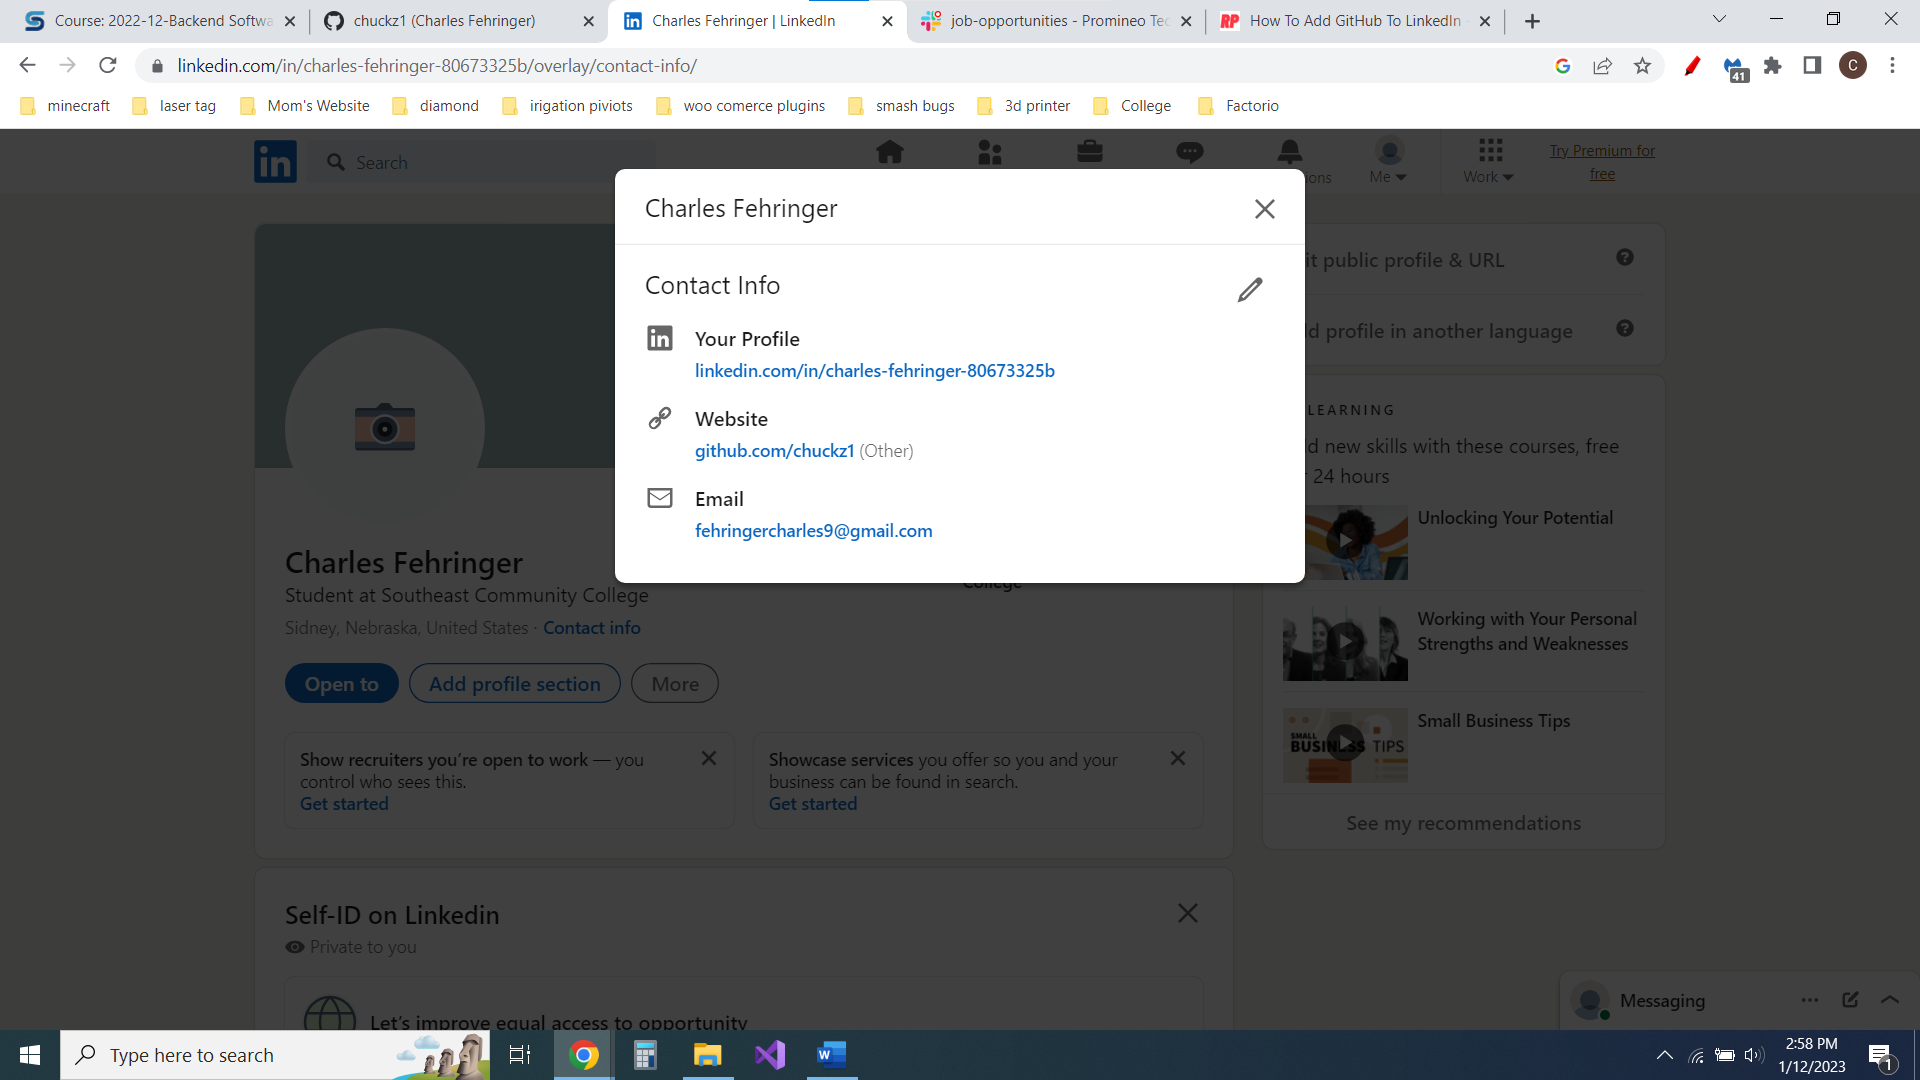 Course: 2022-12-Backend Softwa
chuckz1 (Charles Fehringer)
Charles Fehringer | LinkedIn
job-opportunities - Promineo Tec
How To Add GitHub To LinkedIn
linkedin.com/in/charles-fehringer-80673325b/overlay/contact-info/
41
C
minecraft
laser tag
Mom's Website
diamond
irigation piviots
woo comerce plugins
smash bugs
3d printer
College
Factorio
in
Search
ions
Me
Work
Try Premium for
free
Charles Fehringer
Contact Info
Your Profile
linkedin.com/in/charles-fehringer-80673325b
Website
github.com/chuckz1 (Other)
Email
fehringercharles9@gmail.com
College
Charles Fehringer
Student at Southeast Community College
Sidney, Nebraska, United States · Contact info
Open to
Add profile section
More
Show recruiters you're open to work — you
control who sees this.
Get started
Showcase services you offer so you and your
business can be found in search.
Get started
Self-ID on Linkedin
Private to you
Let's improve equal access to opportunity
it public profile & URL
d profile in another language
LEARNING
d new skills with these courses, free
24 hours
Unlocking Your Potential
Working with Your Personal
Strengths and Weaknesses
SMALL
BUSINESS TIPS
Small Business Tips
See my recommendations
Messaging
Type here to search
2:58 PM
1/12/2023
1